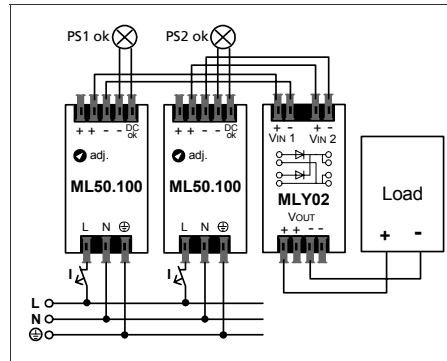 PS1 ok
PS2 ok
+ + - - DC ok
+ + - - DC ok
+ - + -
VIN 1 VIN 2
adj.
adj.
ML50.100
ML50.100
MLY02
Load
+ -
VOUT
+ + - -
L N
L N
I
I
L
N